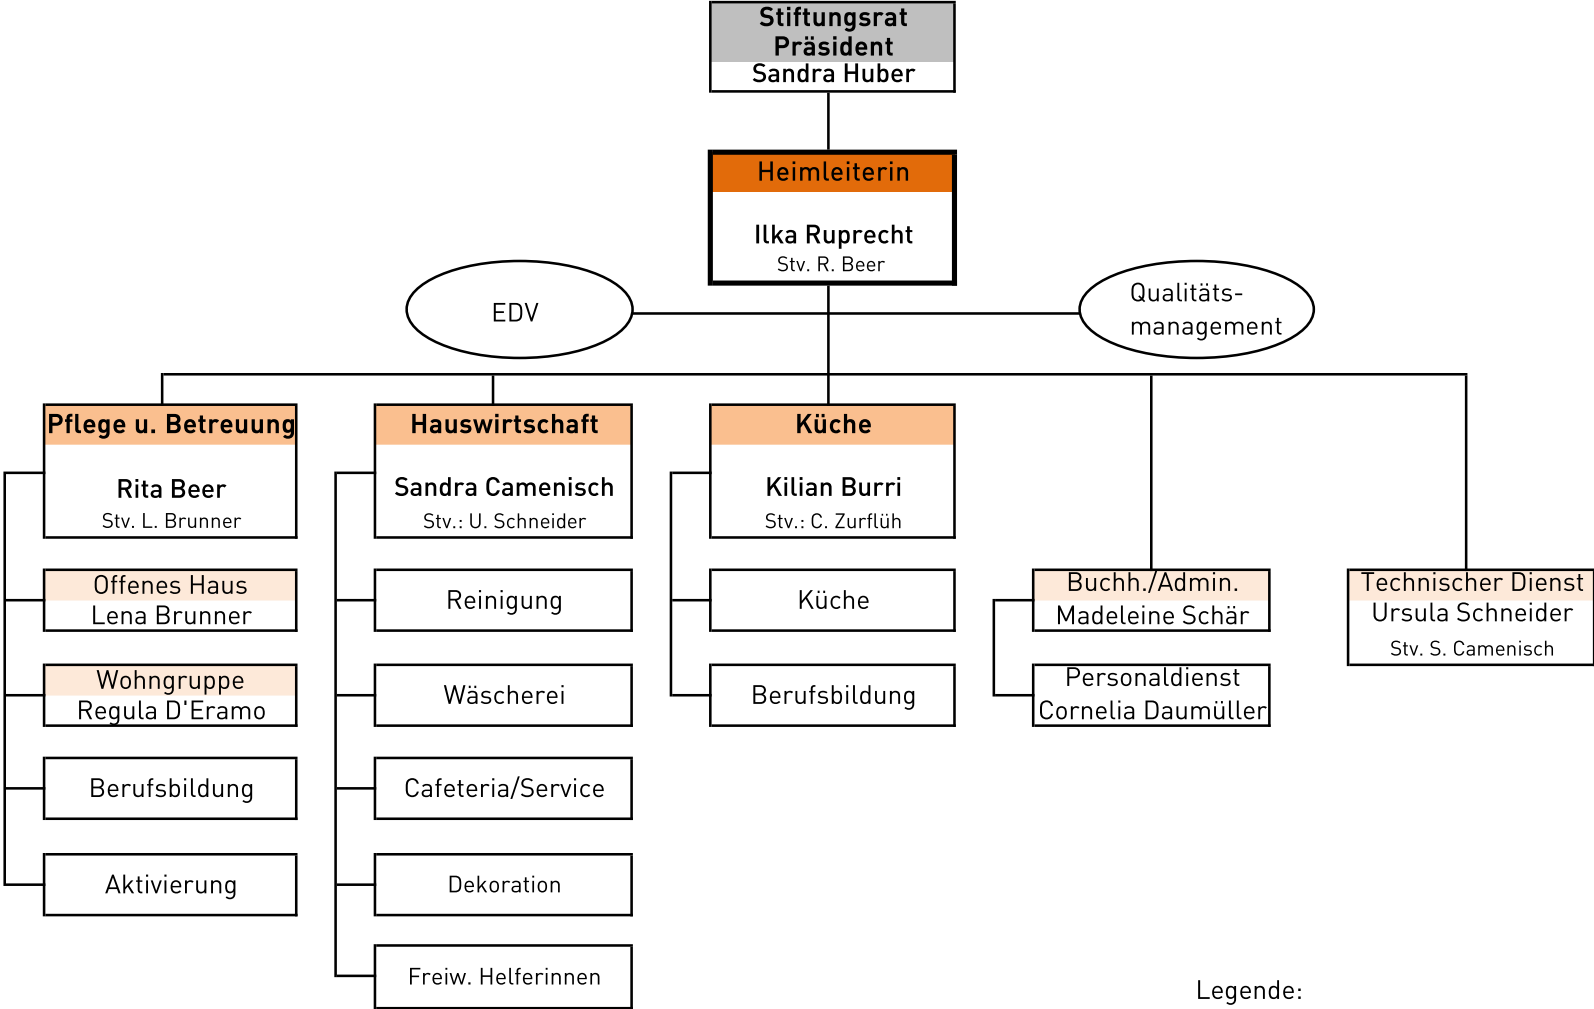 Stiftungsrat
Präsident
Sandra Huber
Heimleiterin
Ilka Ruprecht
Stv. R. Beer
EDV
Qualitäts-
management
Pflege u. Betreuung
Rita Beer
Stv. L. Brunner
Offenes Haus
Lena Brunner
Wohngruppe
Regula D'Eramo
Berufsbildung
Aktivierung
Hauswirtschaft
Sandra Camenisch
Stv.: U. Schneider
Reinigung
Wäscherei
Cafeteria/Service
Dekoration
Freiw. Helferinnen
Küche
Kilian Burri
Stv.: C. Zurflüh
Küche
Berufsbildung
Buchh./Admin.
Madeleine Schär
Personaldienst
Cornelia Daumüller
Technischer Dienst
Ursula Schneider
Stv. S. Camenisch
Legende: